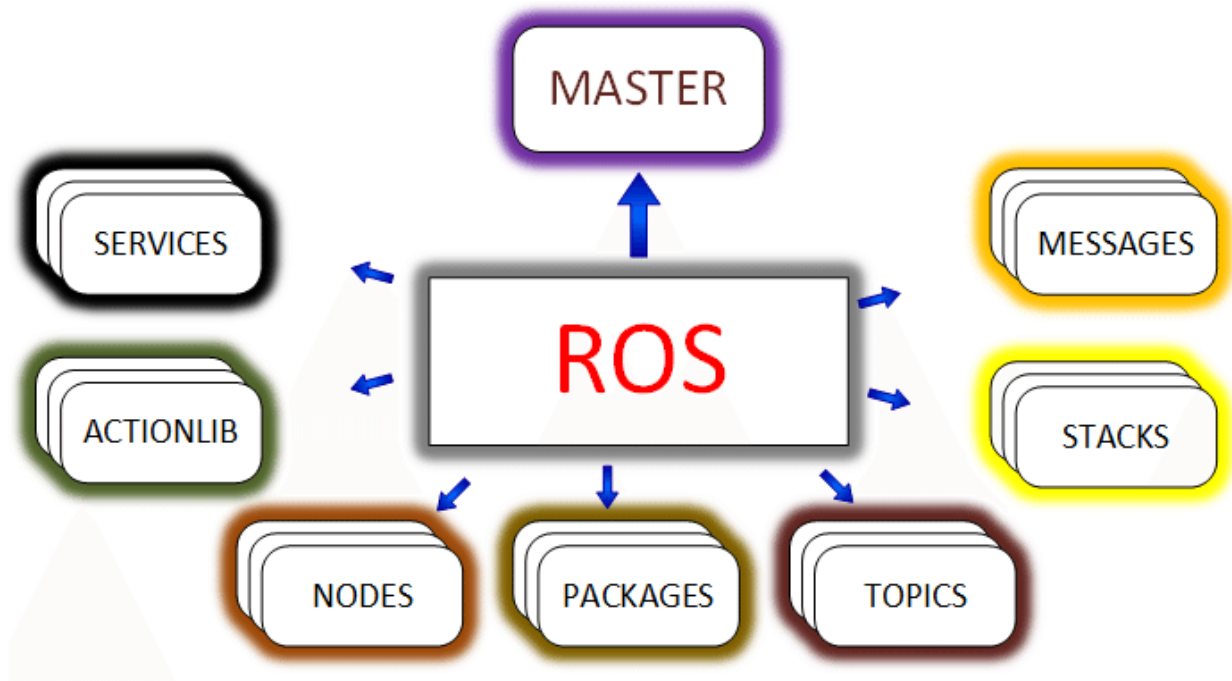 MASTER
SERVICES
MESSAGES
ROS
ACTIONLIB
STACKS
NODES
PACKAGES
TOPICS